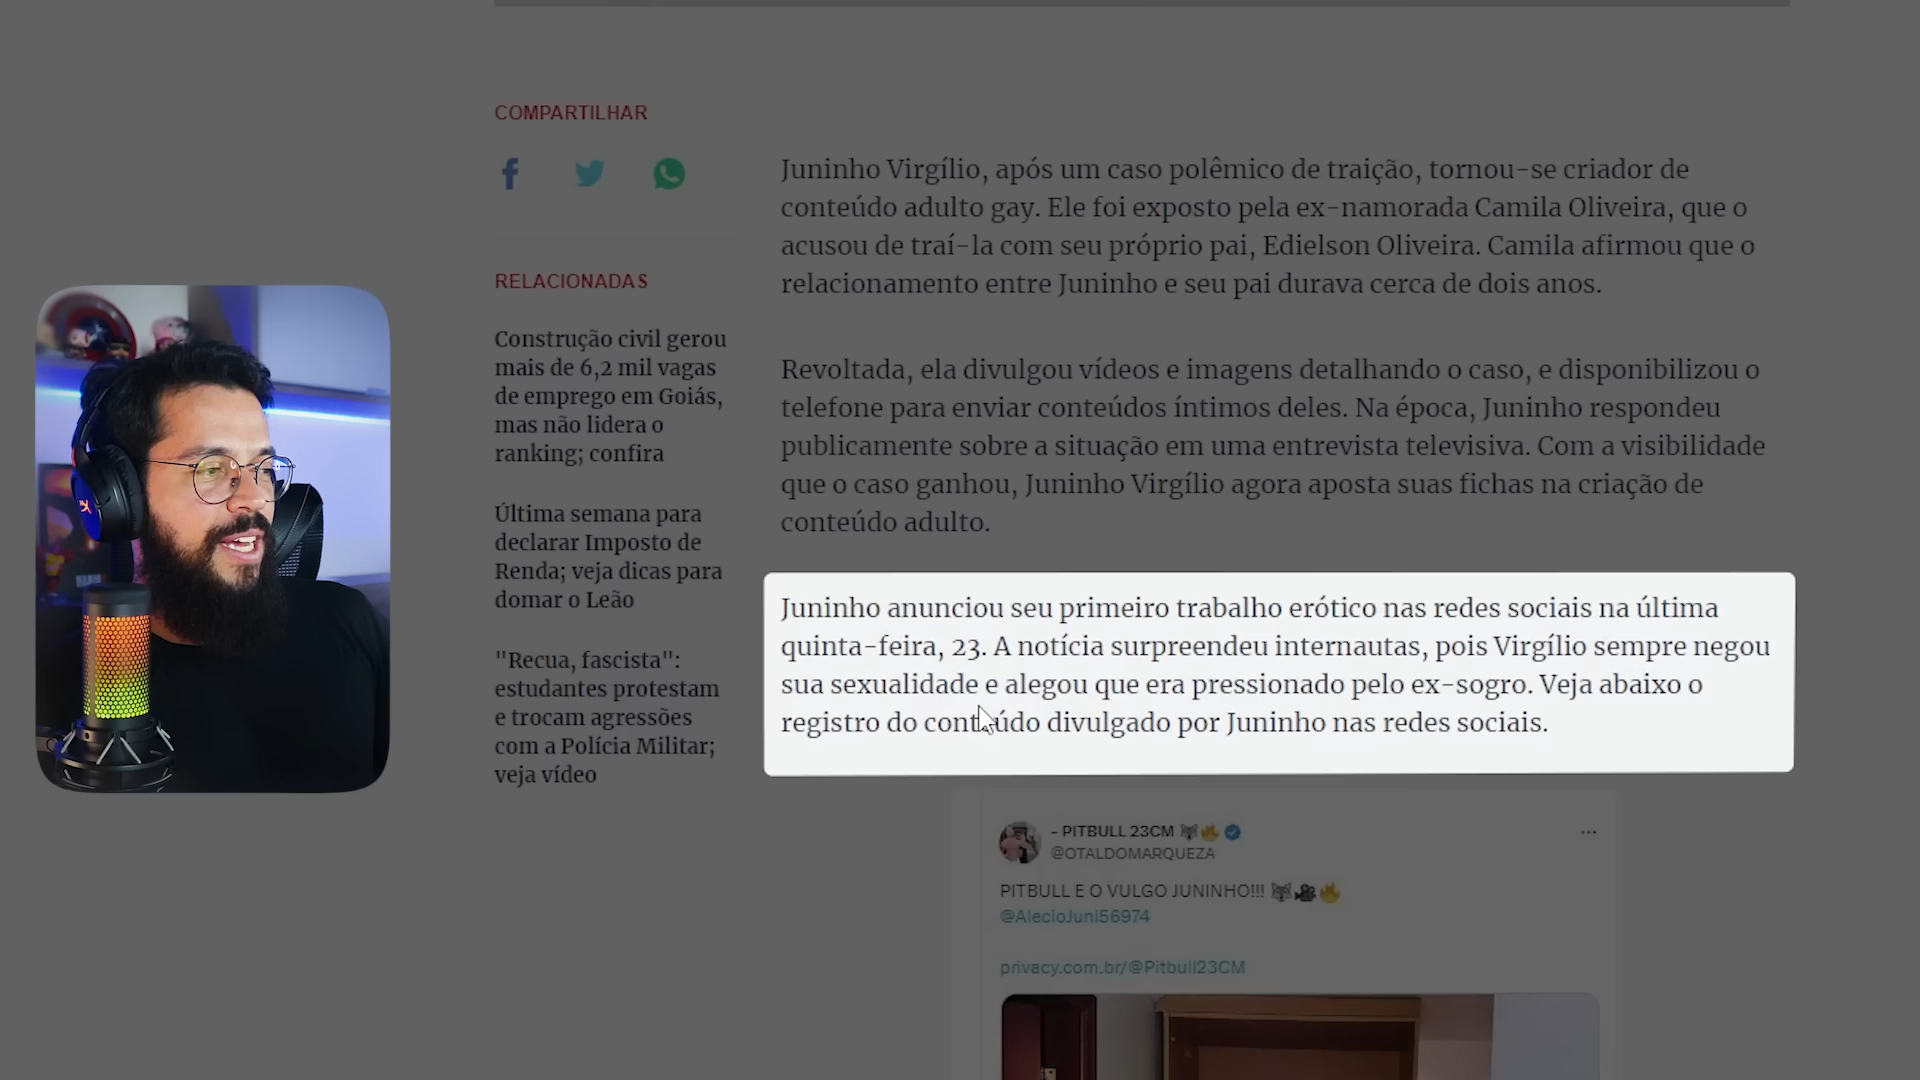 COMPARTILHAR
RELACIONADAS
Construção civil gerou
mais de 6,2 mil vagas
de emprego em Goiás,
mas não lidera o
ranking; confira
Última semana para
declarar Imposto de
Renda; veja dicas para
domar o Leão
"Recua, fascista":
estudantes protestam
e trocam agressões
com a Polícia Militar;
veja vídeo
Juninho Virgílio, após um caso polêmico de traição, tornou-se criador de
conteúdo adulto gay. Ele foi exposto pela ex-namorada Camila Oliveira, que o
acusou de traí-la com seu próprio pai, Edielson Oliveira. Camila afirmou que o
relacionamento entre Juninho e seu pai durava cerca de dois anos.
Revoltada, ela divulgou vídeos e imagens detalhando o caso, e disponibilizou o
telefone para enviar conteúdos íntimos deles. Na época, Juninho respondeu
publicamente sobre a situação em uma entrevista televisiva. Com a visibilidade
que o caso ganhou, Juninho Virgílio agora aposta suas fichas na criação de
conteúdo adulto.
Juninho anunciou seu primeiro trabalho erótico nas redes sociais na última
quinta-feira, 23. A notícia surpreendeu internautas, pois Virgílio sempre negou
sua sexualidade e alegou que era pressionado pelo ex-sogro. Veja abaixo o
registro do conteúdo divulgado por Juninho nas redes sociais.
- PITBULL 23CM
@OTALDOMARQUEZA
PITBULL E O VULGO JUNINHO!!!
@AlecioJuni56974
privacy.com.br/@Pitbull23CM